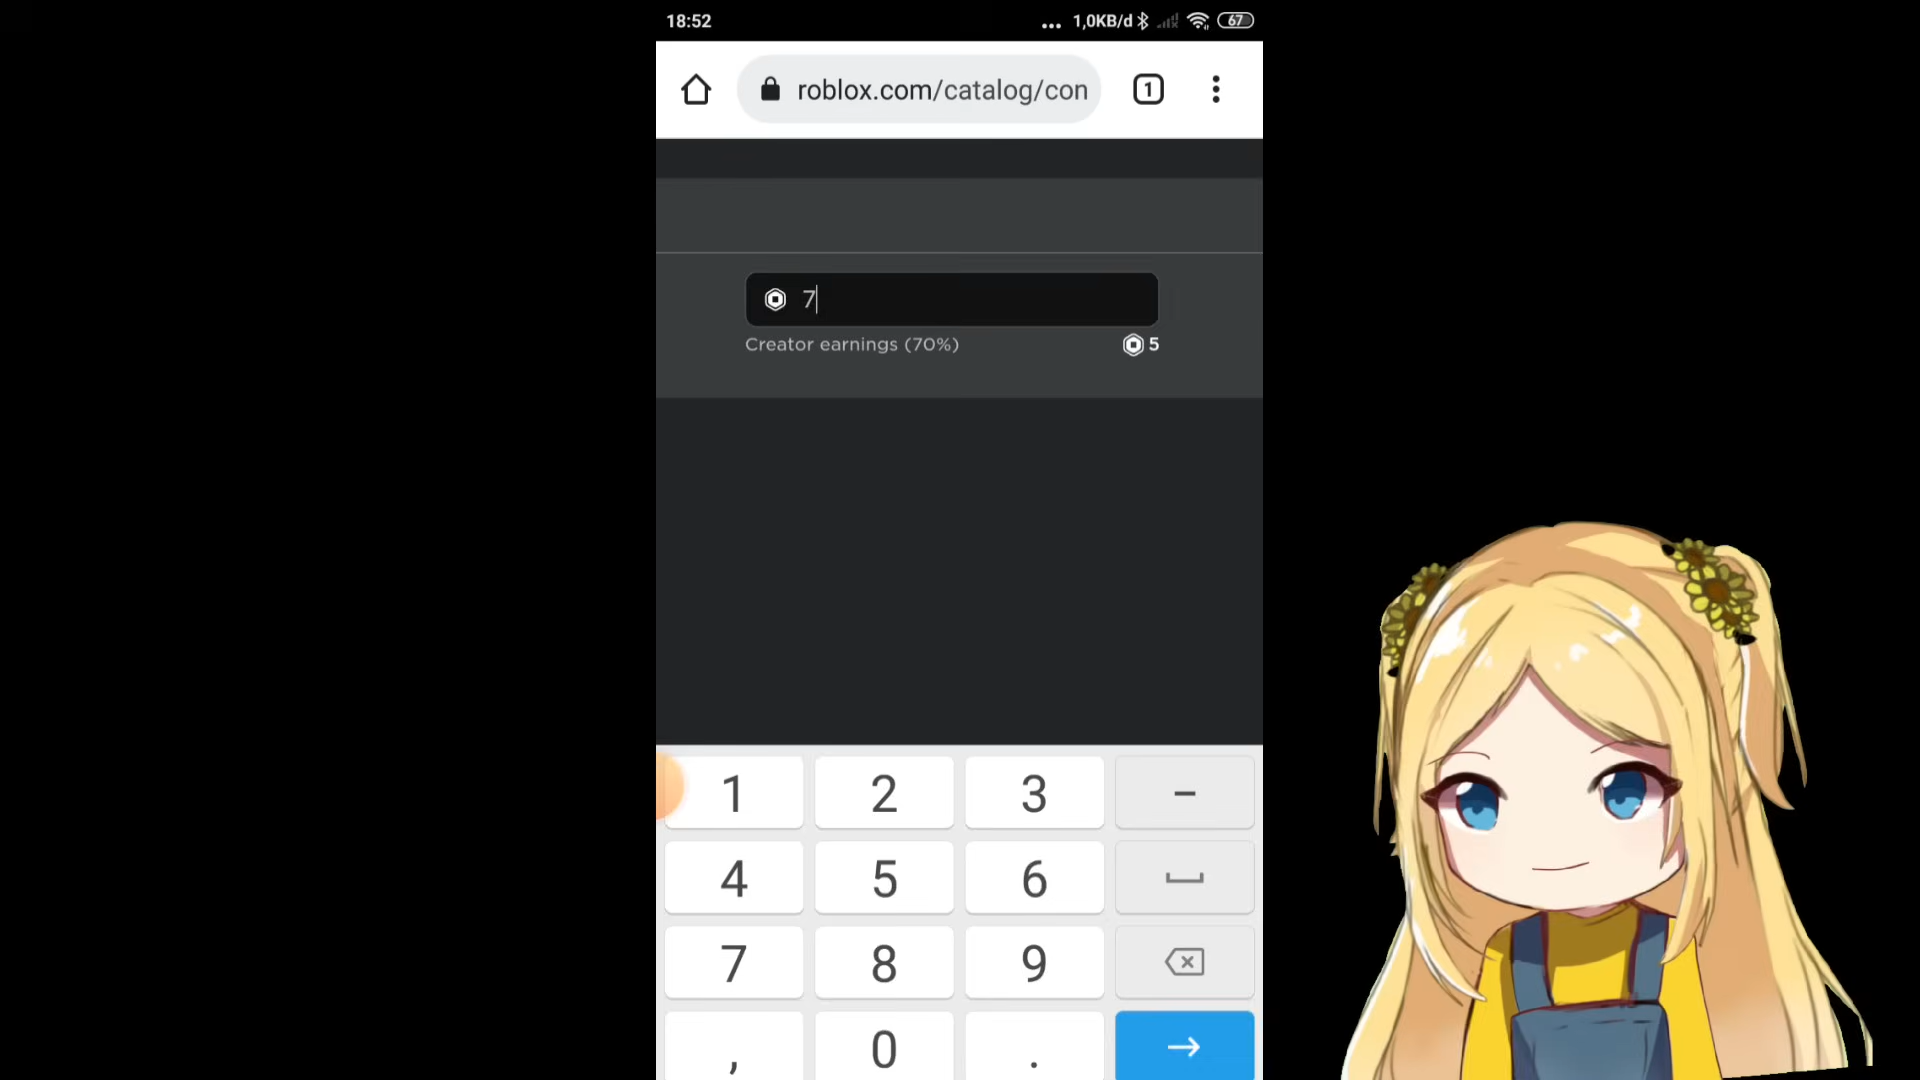 18:52
... 1,0KB/d 67
roblox.com/catalog/con
1
7
Creator earnings (70%) 5
1 2 3 –
4 5 6
7 8 9
, 0 .